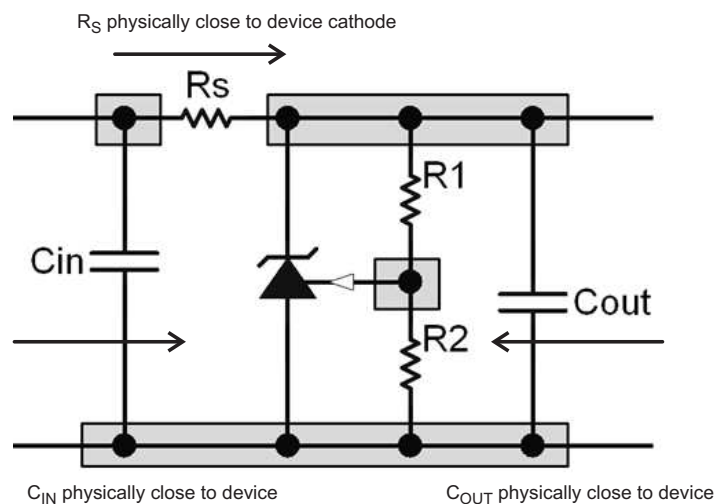 RS physically close to device cathode
Rs
R1
Cin
Cout
R2
CIN physically close to device
COUT physically close to device